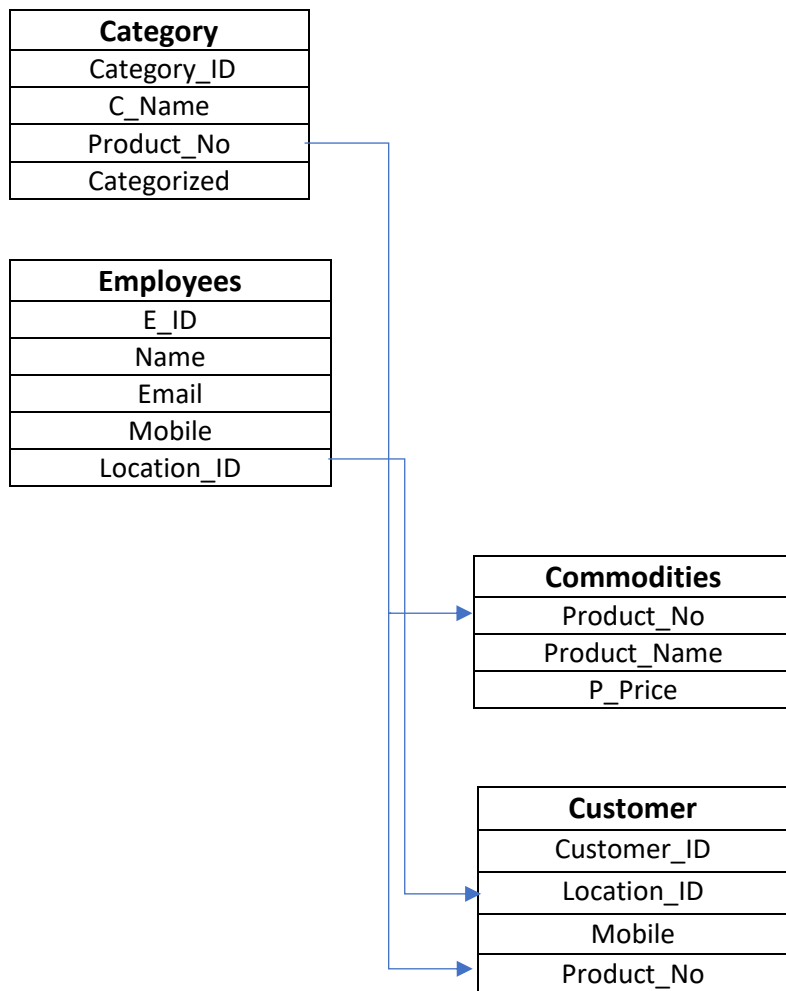 Category
Category_ID
C_Name
Product_No
Categorized
Employees
E_ID
Name
Email
Mobile
Location_ID
Commodities
Product_No
Product_Name
P_Price
Customer
Customer_ID
Location_ID
Mobile
Product_No